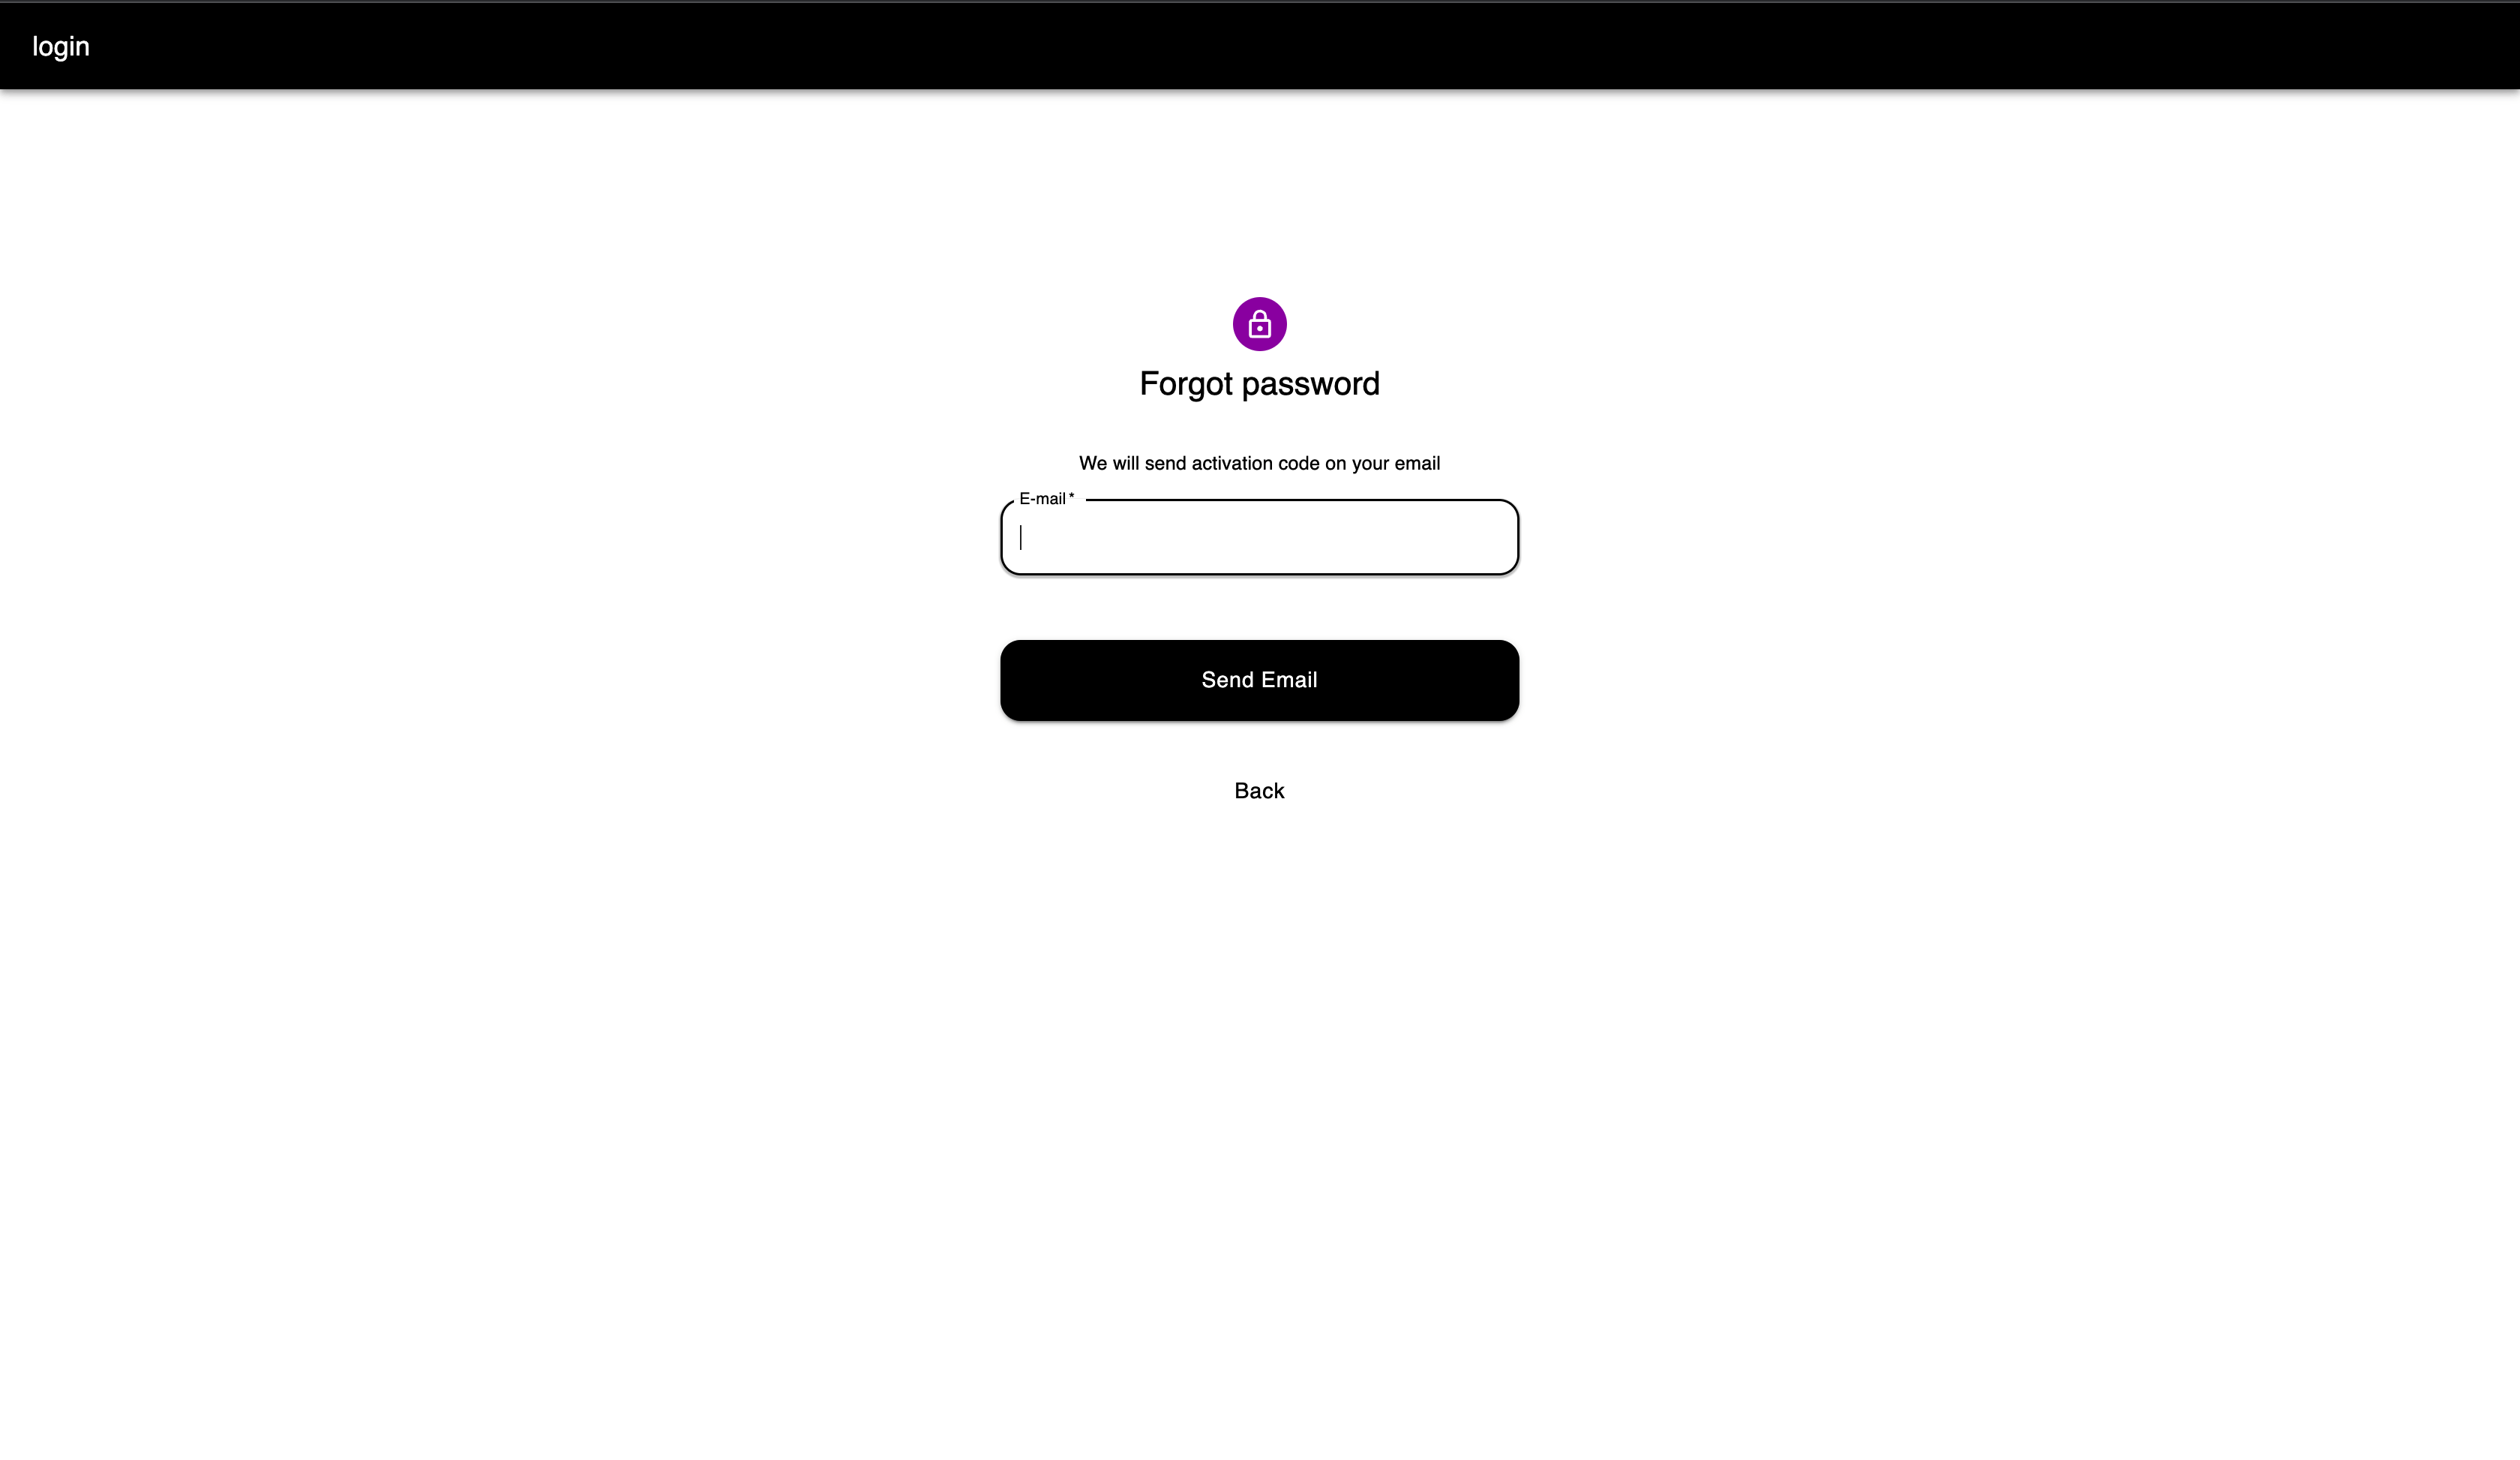 login
Forgot password
We will send activation code on your email
E-mail *
Send Email
Back